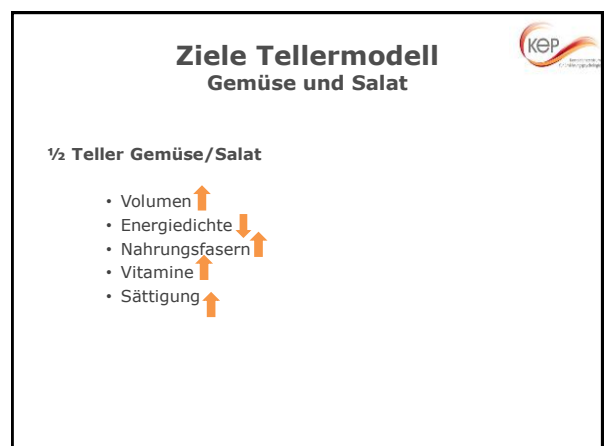 Ziele Tellermodell
Gemüse und Salat
KEP
½ Teller Gemüse/Salat
• Volumen
• Energiedichte
• Nahrungsfasern
• Vitamine
• Sättigung